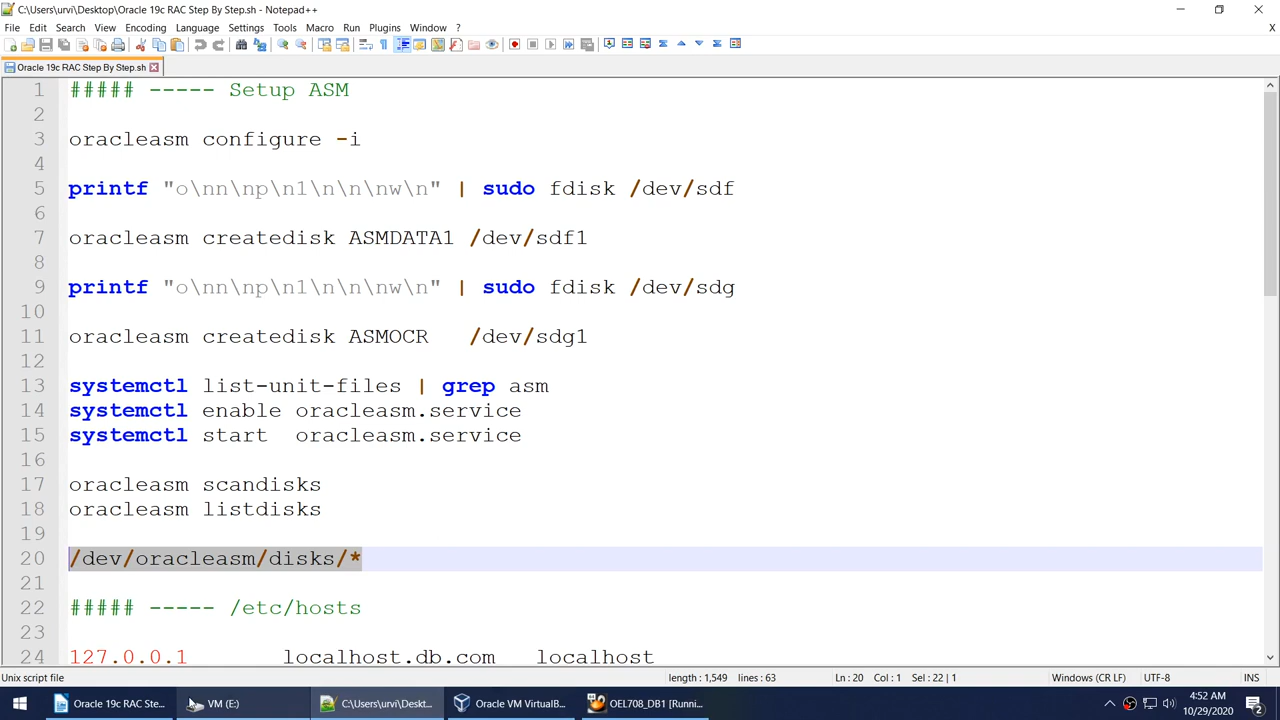 C:\Users\urvi\Desktop\Oracle 19c RAC Step By Step.sh - Notepad++
File Edit Search View Encoding Language Settings Tools Macro Run Plugins Window ?
X
Oracle 19c RAC Step By Step.sh
1 ##### ----- Setup ASM
2
3 oracleasm configure -i
4
5 printf "o\nn\np\n1\n\n\nw\n" | sudo fdisk /dev/sdf
6
7 oracleasm createdisk ASMDATA1 /dev/sdf1
8
9 printf "o\nn\np\n1\n\n\nw\n" | sudo fdisk /dev/sdg
10
11 oracleasm createdisk ASMOCR /dev/sdg1
12
13 systemctl list-unit-files | grep asm
14 systemctl enable oracleasm.service
15 systemctl start oracleasm.service
16
17 oracleasm scandisks
18 oracleasm listdisks
19
20 /dev/oracleasm/disks/*
21
22 ##### ----- /etc/hosts
23
24 127.0.0.1 localhost.db.com localhost
Unix script file length : 1,549 lines : 63 Ln : 20 Col : 1 Sel : 22 | 1 Windows (CR LF) UTF-8 INS
Oracle 19c RAC Ste... VM (E:) C:\Users\urvi\Deskt... Oracle VM VirtualB... OEL708_DB1 [Runni... 4:52 AM
10/29/2020 2